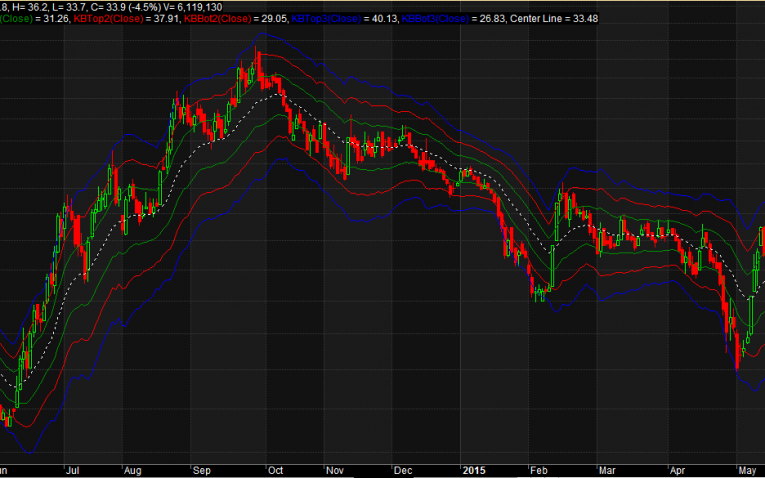 .8, H= 36.2, L= 33.7, C= 33.9 (-4.5%) V= 6,119,130
(Close) = 31.26, KBTop2(Close) = 37.91, KBBot2(Close) = 29.05, KBTop3(Close) = 40.13, KBBot3(Close) = 26.83, Center Line = 33.48
un Jul Aug Sep Oct Nov Dec 2015 Feb Mar Apr May